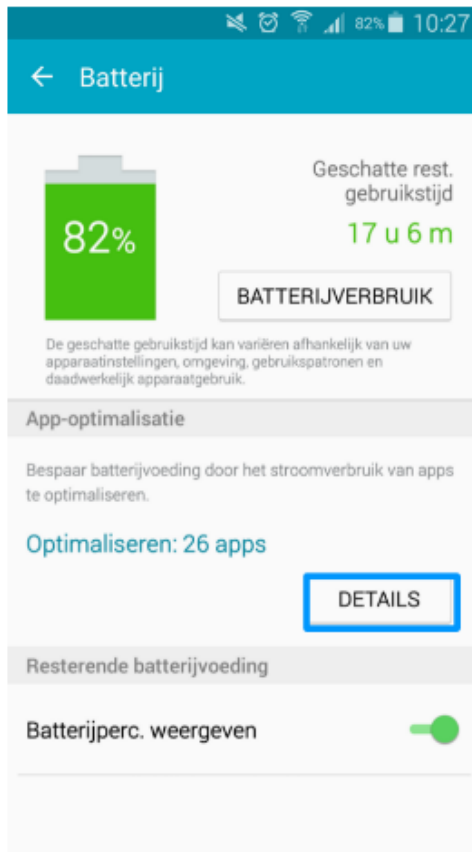 82% 10:27
Batterij
Geschatte rest.
gebruikstijd
82%
17 u 6 m
BATTERIJVERBRUIK
De geschatte gebruikstijd kan variëren afhankelijk van uw
apparaatinstellingen, omgeving, gebruikspatronen en
daadwerkelijk apparaatgebruik.
App-optimalisatie
Bespaar batterijvoeding door het stroomverbruik van apps
te optimaliseren.
Optimaliseren: 26 apps
DETAILS
Resterende batterijvoeding
Batterijperc. weergeven